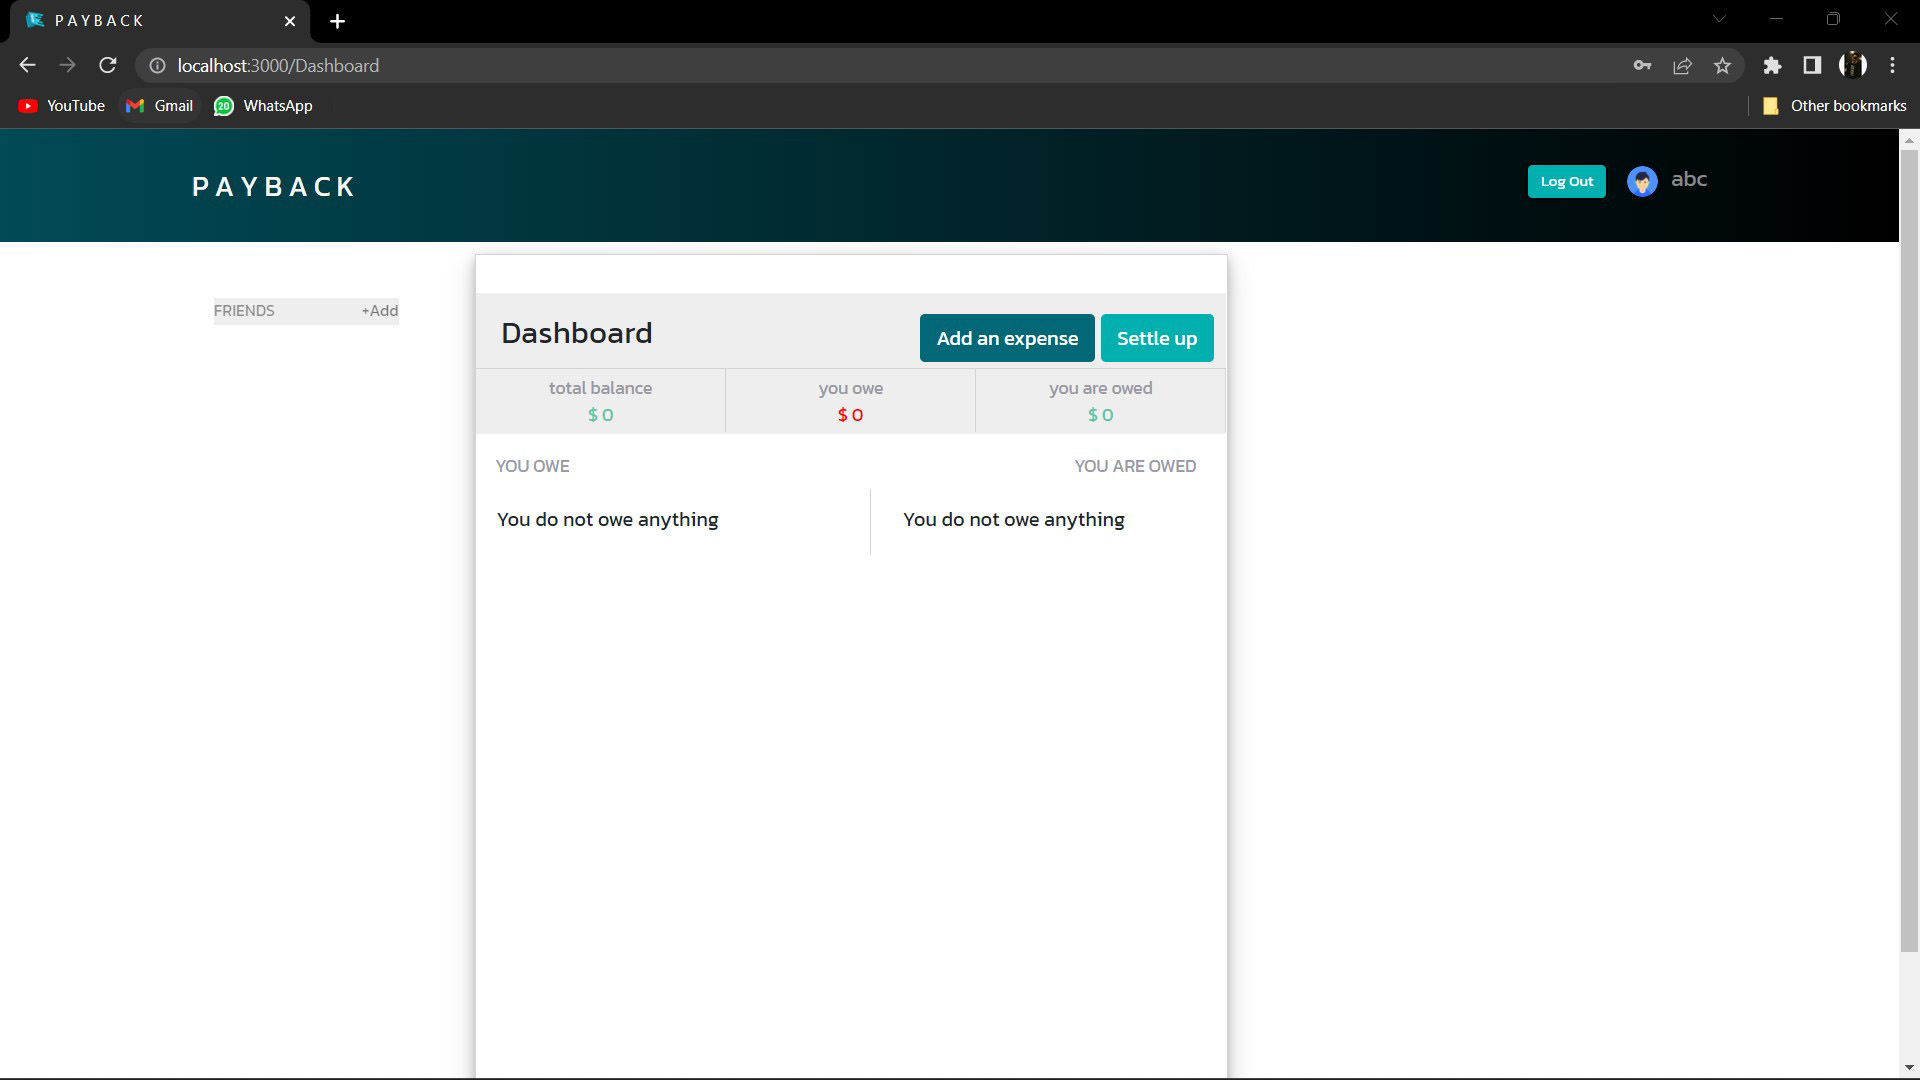 PAYBACK
localhost:3000/Dashboard
YouTube
Gmail
20
WhatsApp
Other bookmarks
PAYBACK
Log Out
abc
FRIENDS +Add
Dashboard
Add an expense
Settle up
total balance
$ 0
you owe
$ 0
you are owed
$ 0
YOU OWE
YOU ARE OWED
You do not owe anything
You do not owe anything